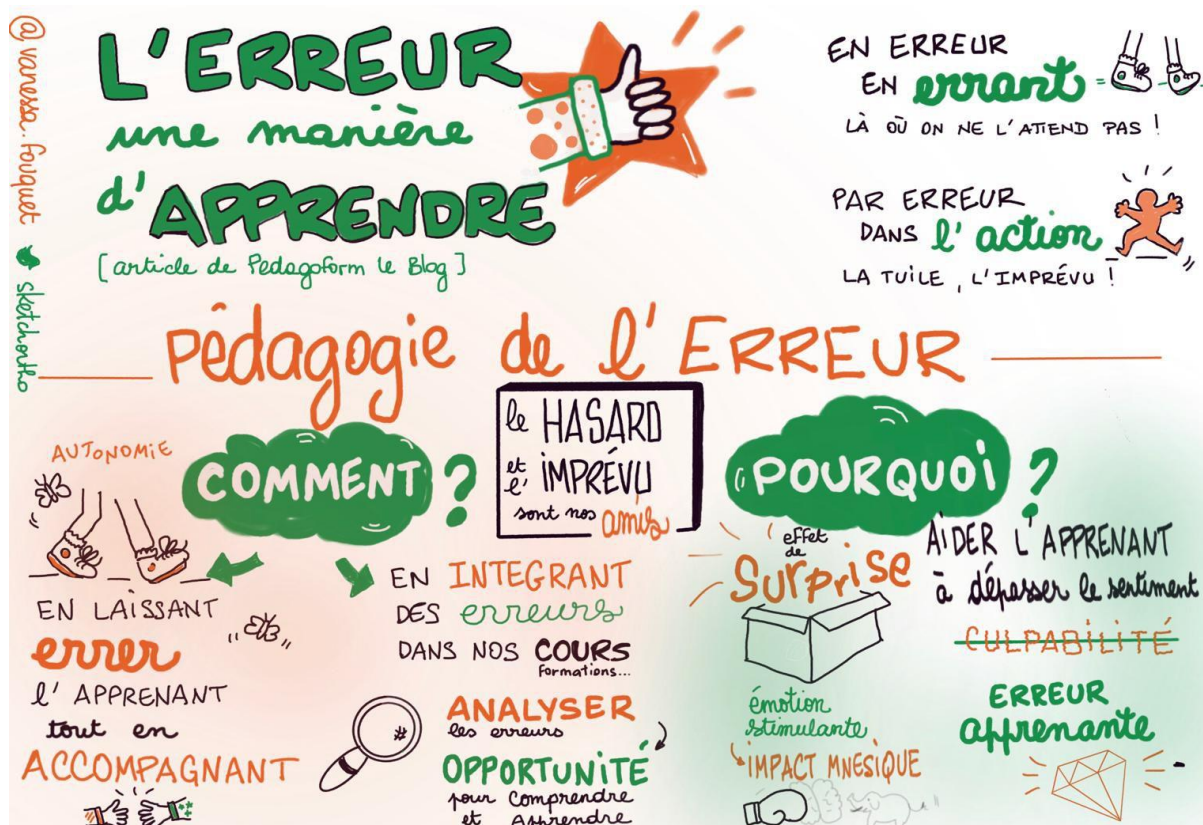 @vanessa.fouquet sketchortho
L'ERREUR
une manière
d'APPRENDRE
[article de Pedagoform le Blog]
EN ERREUR
EN errant =
LÀ OÙ ON NE L'ATTEND PAS !
PAR ERREUR
DANS l'action
LA TUILE, L'IMPRÉVU !
Pédagogie de l'ERREUR
le HASARD
et l'IMPRÉVU
sont nos amis
COMMENT ?
AUTONOMIE
EN LAISSANT
errer
l'APPRENANT
tout en
ACCOMPAGNANT
EN INTEGRANT
DES erreurs
DANS NOS COURS
formations...
ANALYSER
les erreurs
OPPORTUNITÉ
pour Comprendre
et Apprendre
POURQUOI ?
effet
de
Surprise
émotion
stimulante
IMPACT MNESIQUE
AIDER L'APPRENANT
à dépasser le sentiment
CULPABILITÉ
ERREUR
apprenante